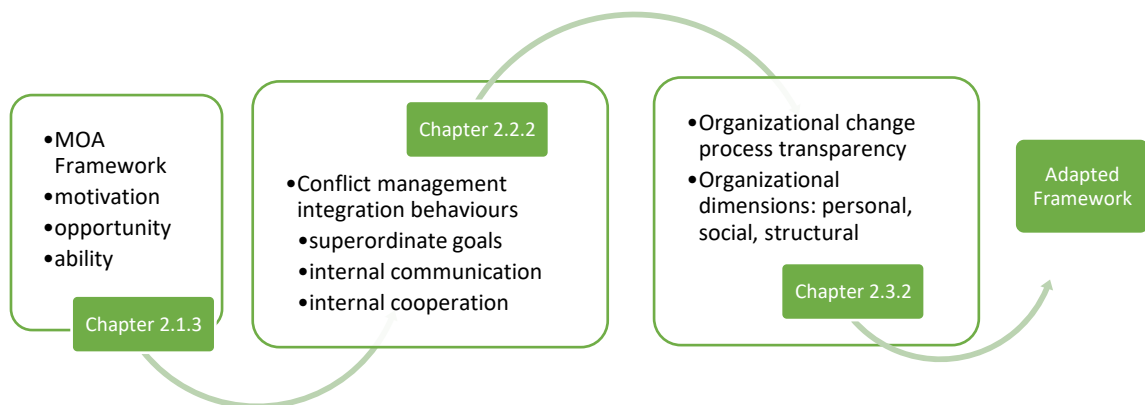 •MOA
Framework
•motivation
•opportunity
•ability
Chapter 2.1.3
Chapter 2.2.2
•Conflict management
integration behaviours
•superordinate goals
•internal communication
•internal cooperation
•Organizational change
process transparency
•Organizational
dimensions: personal,
social, structural
Chapter 2.3.2
Adapted
Framework